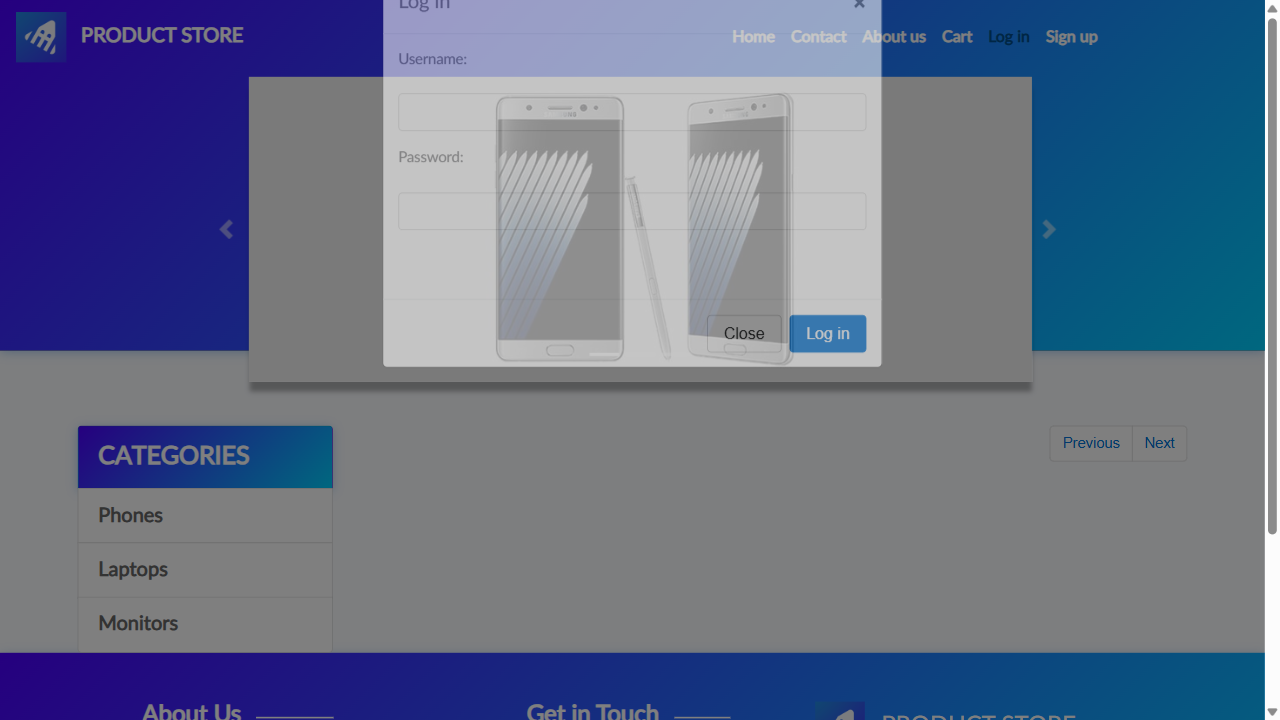 PRODUCT STORE
Home Contact About us Cart Log in Sign up
Log in ×
Username:
Password:
SAMSUNG
Close Log in
CATEGORIES
Phones
Laptops
Monitors
Previous Next
About Us
Get in Touch
PRODUCT STORE